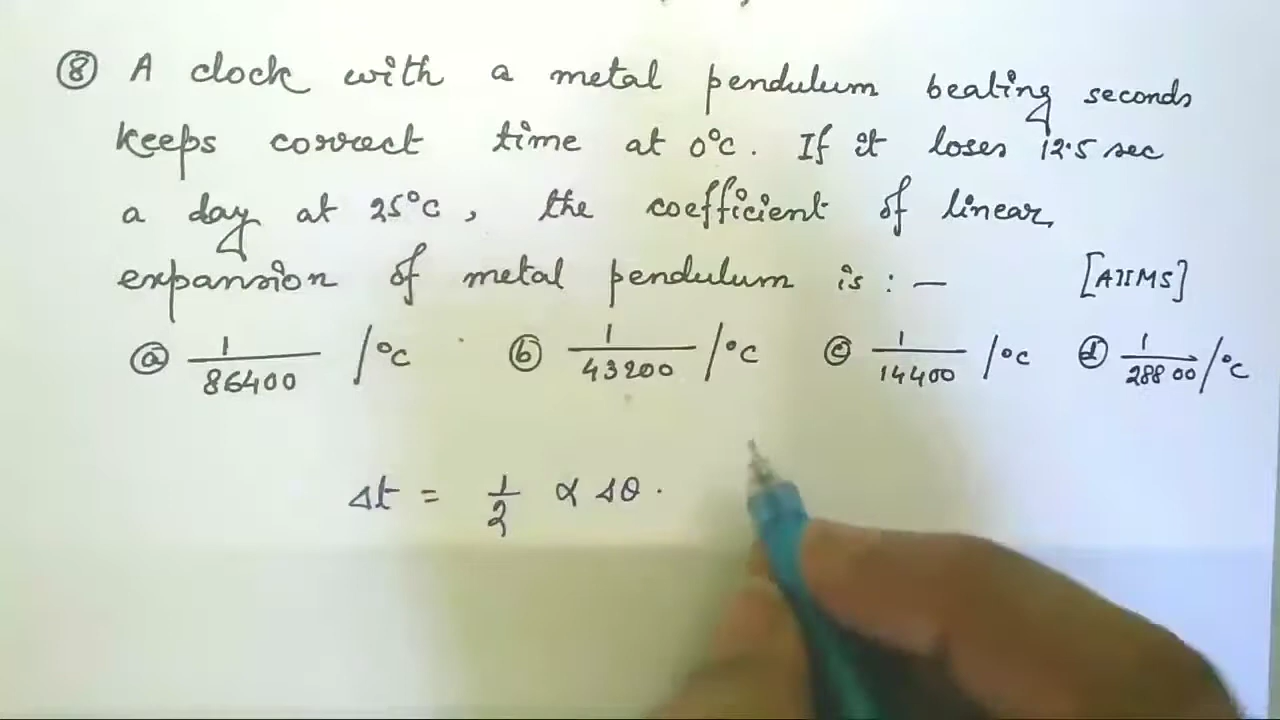 ⑧ A clock with a metal pendulum beating seconds
keeps correct time at 0°C. If it loses 12.5 sec
a day at 25°C, the coefficient of linear
expansion of metal pendulum is : — [AIIMS]
ⓐ 1/86400 /°C ⓑ 1/43200 /°C ⓒ 1/14400 /°C ⓓ 1/28800 /°C
Δt = 1/2 α Δθ.